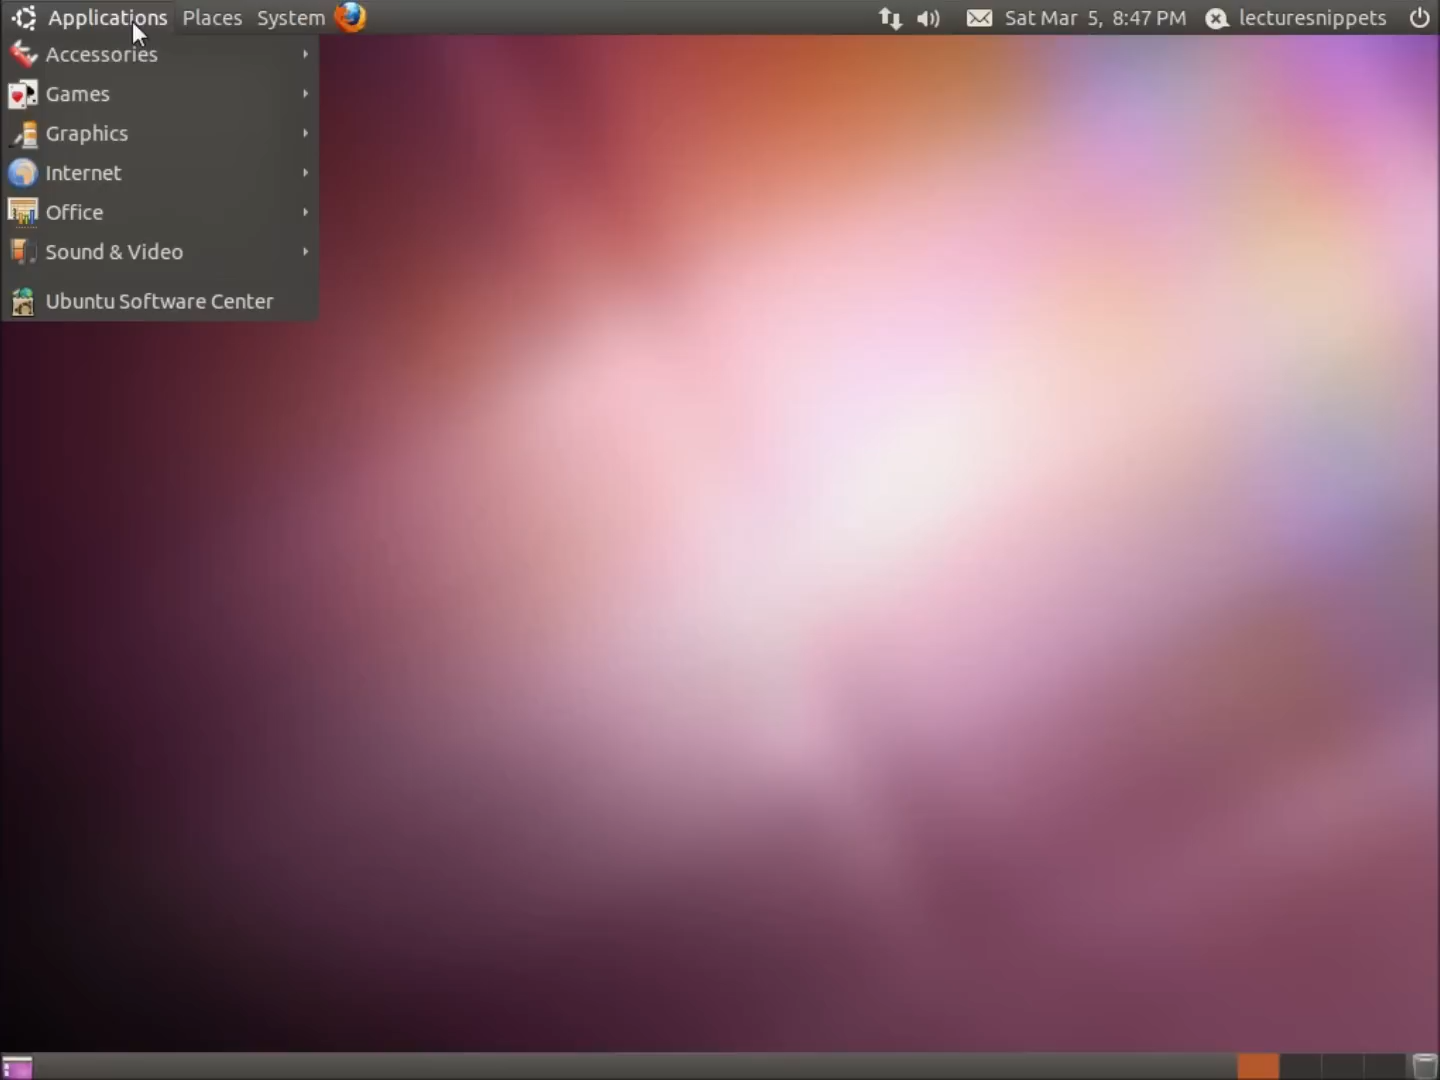 Applications Places System Sat Mar 5, 8:47 PM lecturesnippets
Accessories
Games
Graphics
Internet
Office
Sound & Video
Ubuntu Software Center